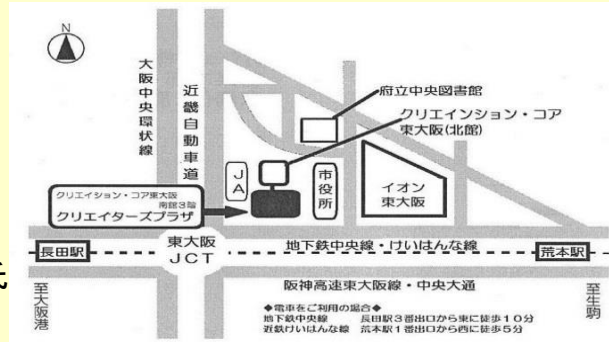 N
大阪中央環状線
近畿自動車道
府立中央図書館
クリエインション・コア
東大阪(北館)
JA
市役所
イオン
東大阪
クリエイション・コア東大阪
南館3階
クリエイターズプラザ
長田駅
東大阪
JCT
地下鉄中央線・けいはんな線
荒本駅
氏
至大阪港
阪神高速東大阪線・中央大通
至生駒
◆電車をご利用の場合◆
地下鉄中央線 長田駅3番出口から東に徒歩10分
近鉄けいはんな線 荒本駅1番出口から西に徒歩5分